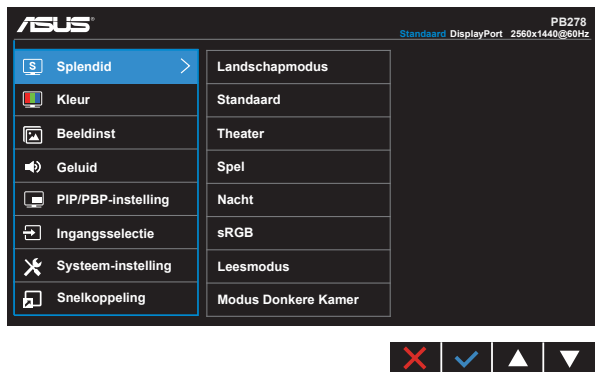 ASUS
PB278
Standaard DisplayPort 2560x1440@60Hz
S Splendid
Kleur
Beeldinst
Geluid
PIP/PBP-instelling
Ingangsselectie
Systeem-instelling
Snelkoppeling
Landschapmodus
Standaard
Theater
Spel
Nacht
sRGB
Leesmodus
Modus Donkere Kamer